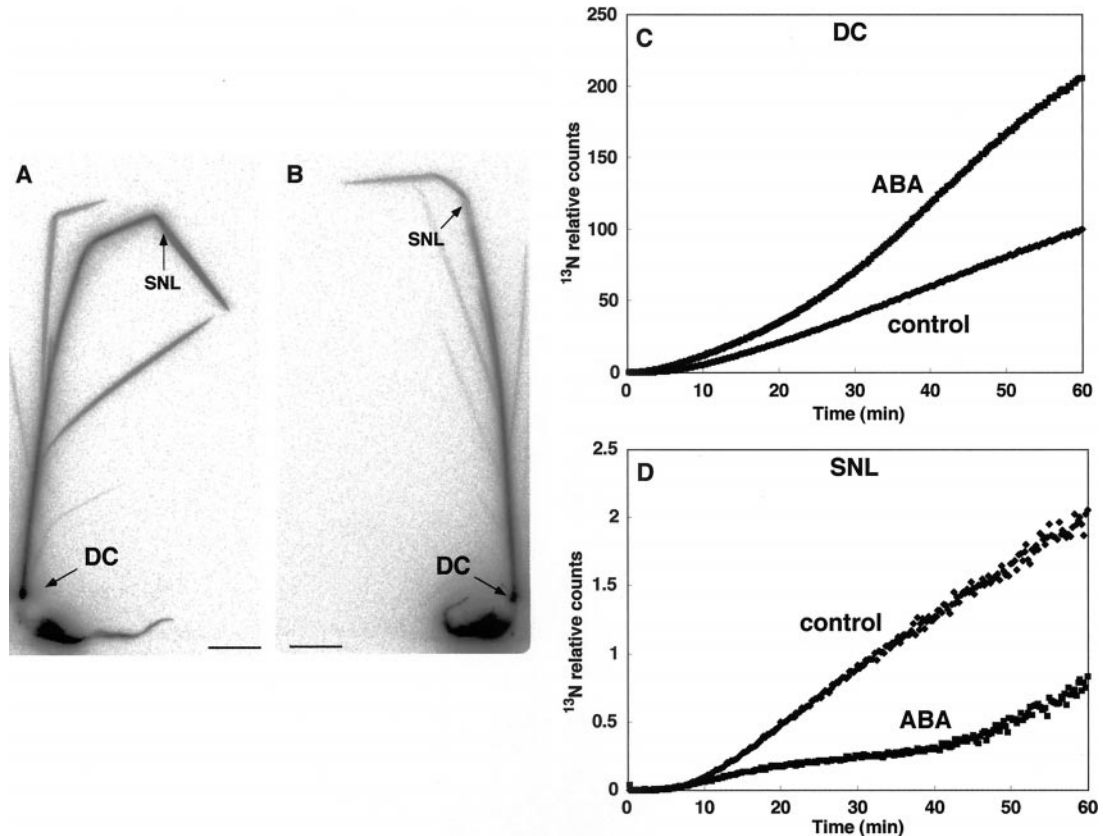 A
SNL
DC
B
SNL
DC
C
DC
250
200
150
100
50
0
¹³N relative counts
ABA
control
0 10 20 30 40 50 60
Time (min)
D
SNL
2.5
2
1.5
1
0.5
0
¹³N relative counts
control
ABA
0 10 20 30 40 50 60
Time (min)